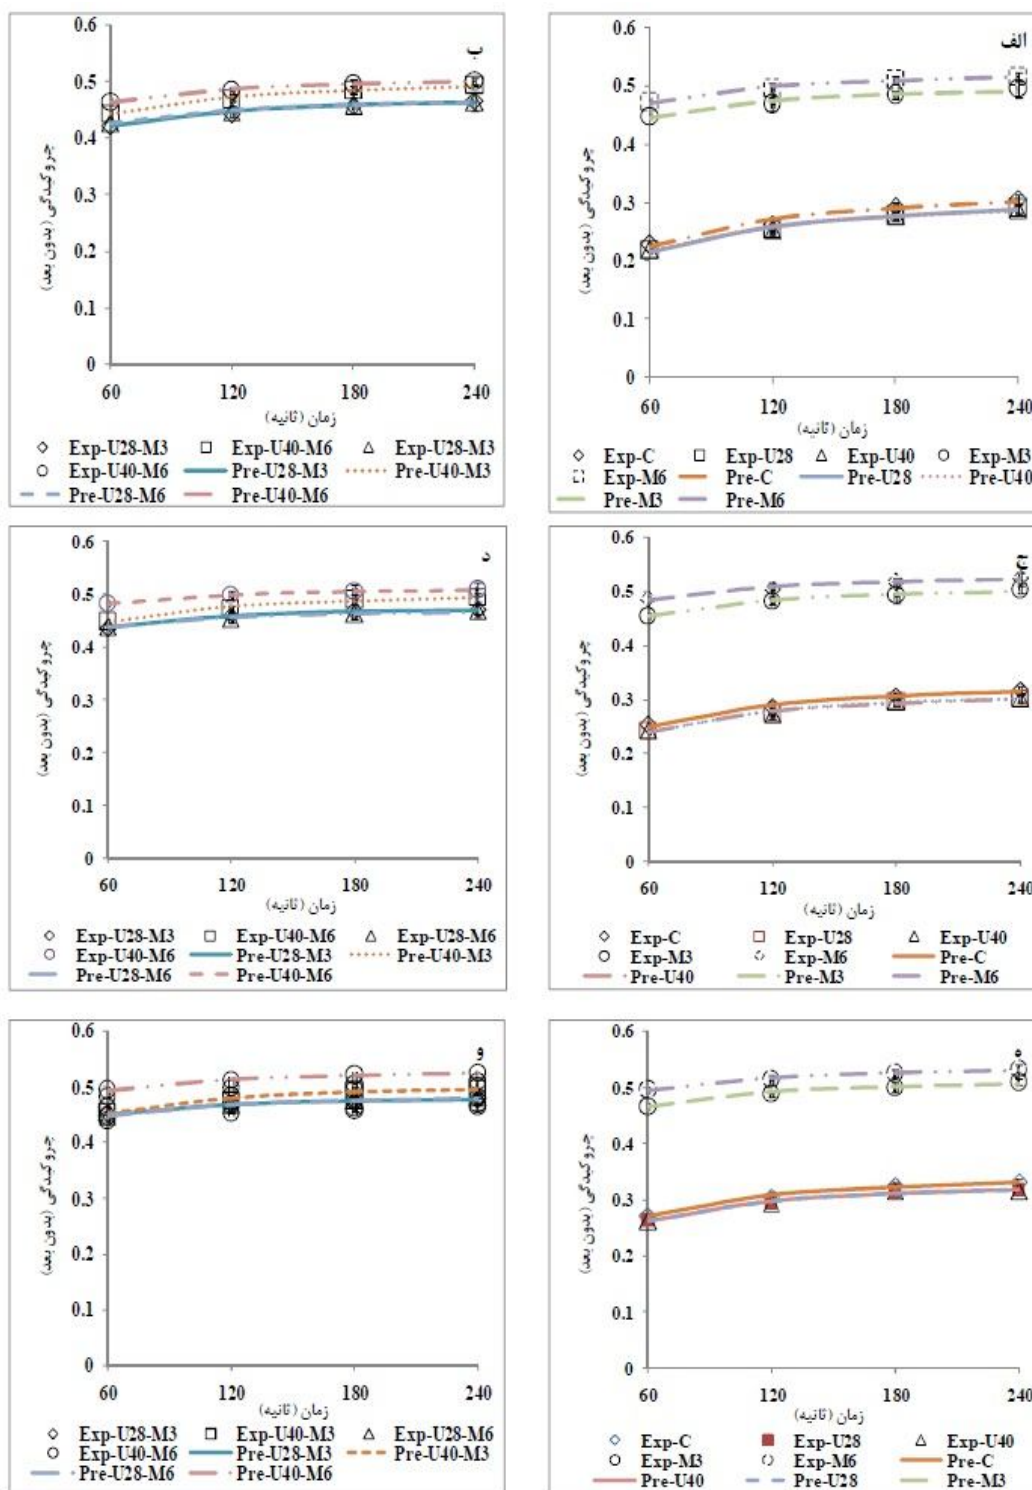 الف
0.6
0.5
0.4
0.3
0.2
0.1
0
چروکیدگی (بدون بعد)
60 120 180 240
زمان (ثانیه)
Exp-C Exp-U28 Exp-U40 Exp-M3
Exp-M6 Pre-C Pre-U28 Pre-U40
Pre-M3 Pre-M6
ب
0.6
0.5
0.4
0.3
0.2
0.1
0
چروکیدگی (بدون بعد)
60 120 180 240
زمان (ثانیه)
Exp-U28-M3 Exp-U40-M6 Exp-U28-M3
Exp-U40-M6 Pre-U28-M3 Pre-U40-M3
Pre-U28-M6 Pre-U40-M6
ج
0.6
0.5
0.4
0.3
0.2
0.1
0
چروکیدگی (بدون بعد)
60 120 180 240
زمان (ثانیه)
Exp-C Exp-U28 Exp-U40
Exp-M3 Exp-M6 Pre-C
Pre-U40 Pre-M3 Pre-M6
د
0.6
0.5
0.4
0.3
0.2
0.1
0
چروکیدگی (بدون بعد)
60 120 180 240
زمان (ثانیه)
Exp-U28-M3 Exp-U40-M6 Exp-U28-M6
Exp-U40-M6 Pre-U28-M3 Pre-U40-M3
Pre-U28-M6 Pre-U40-M6
ه
0.6
0.5
0.4
0.3
0.2
0.1
0
چروکیدگی (بدون بعد)
60 120 180 240
زمان (ثانیه)
Exp-C Exp-U28 Exp-U40
Exp-M3 Exp-M6 Pre-C
Pre-U40 Pre-U28 Pre-M3
و
0.6
0.5
0.4
0.3
0.2
0.1
0
چروکیدگی (بدون بعد)
60 120 180 240
زمان (ثانیه)
Exp-U28-M3 Exp-U40-M3 Exp-U28-M6
Exp-U40-M6 Pre-U28-M3 Pre-U40-M3
Pre-U28-M6 Pre-U40-M6